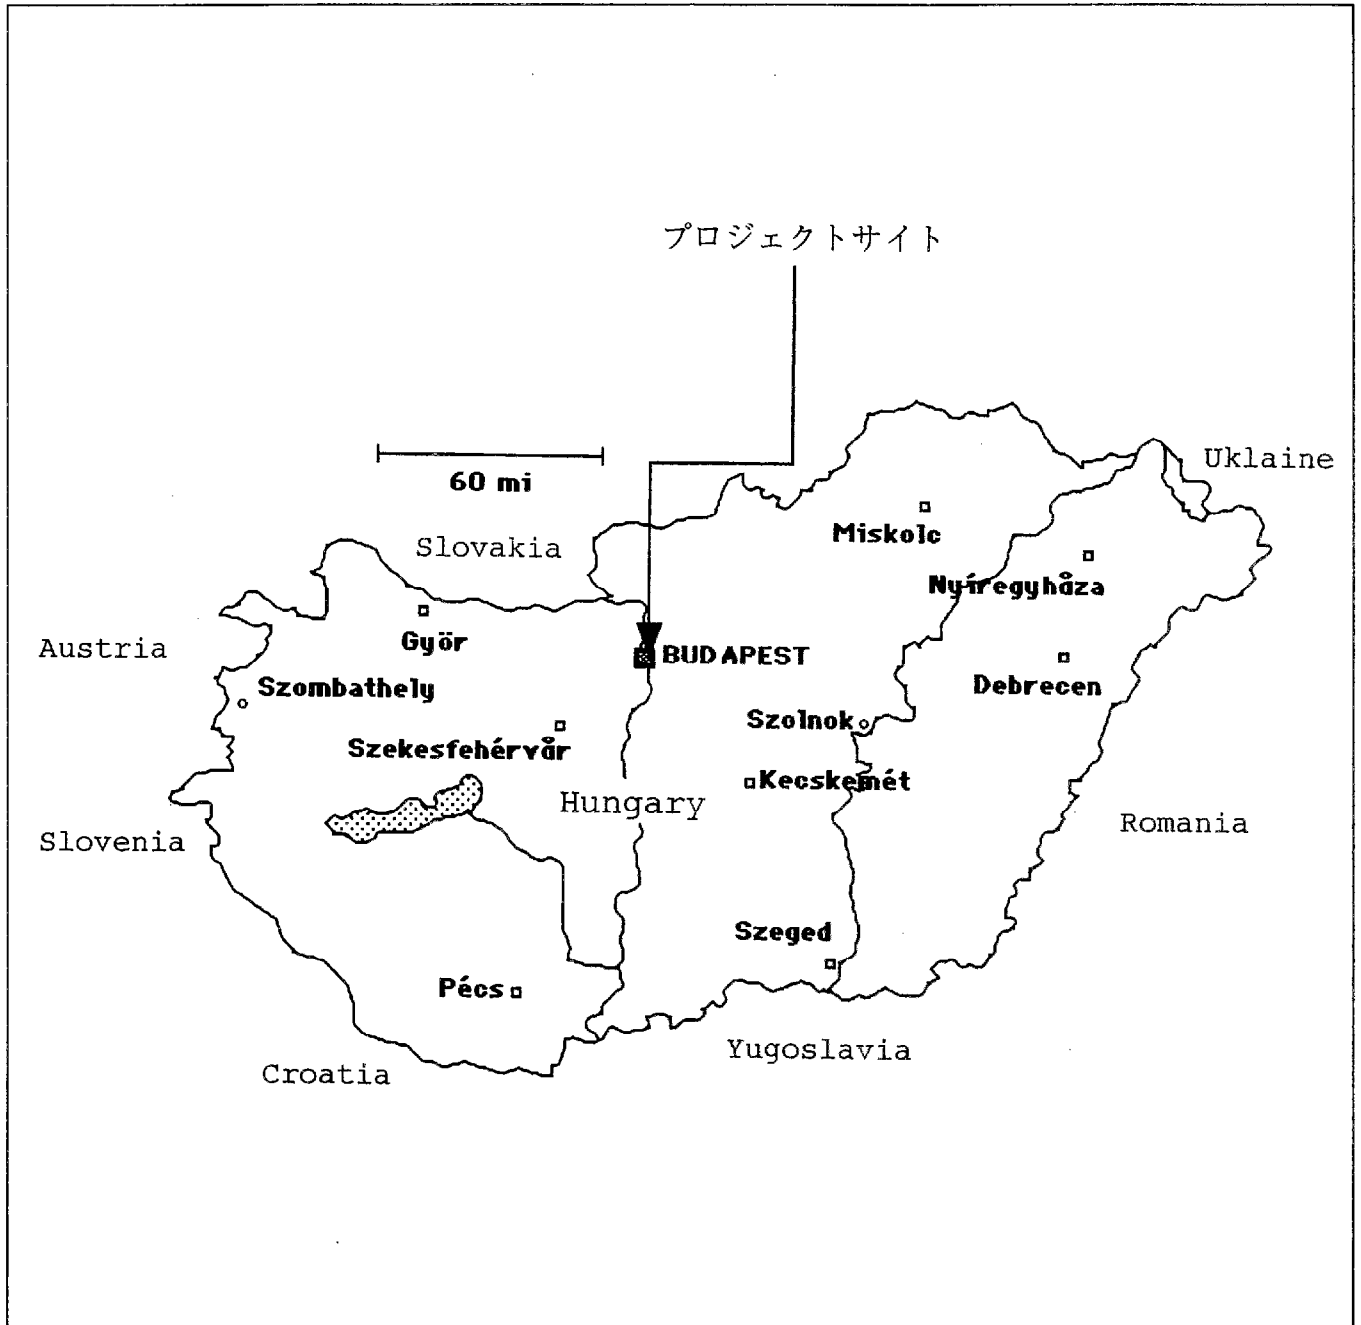 プロジェクトサイト
Uklaine
60 mi
Miskolc
Slovakia
Nyíregyháza
Győr
Austria
BUDAPEST
Debrecen
Szombathely
Szolnok
Szekesfehérvár
Kecskemét
Hungary
Romania
Slovenia
Szeged
Pécs
Yugoslavia
Croatia